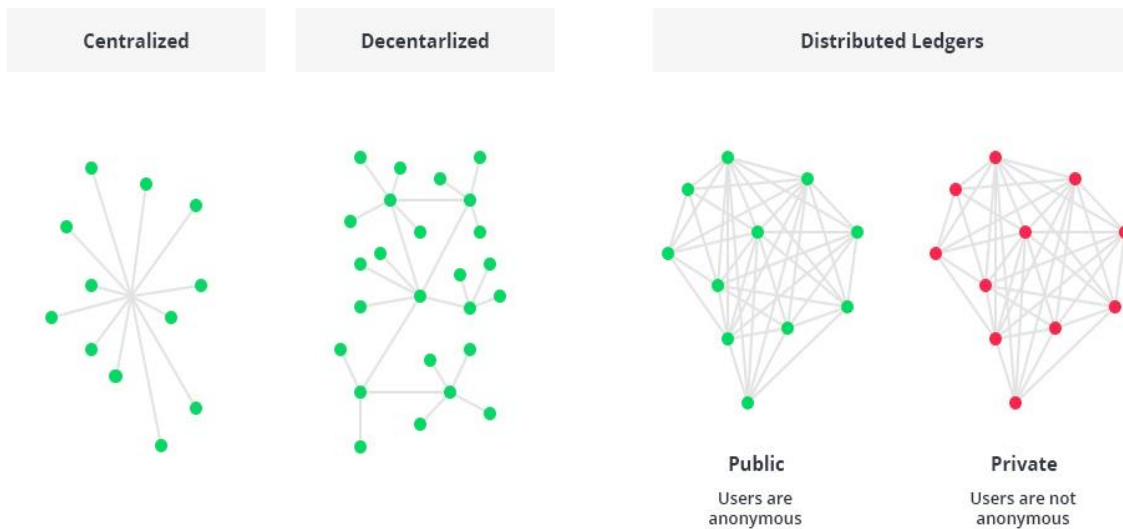 Centralized
Decentarlized
Distributed Ledgers
Public
Users are
anonymous
Private
Users are not
anonymous